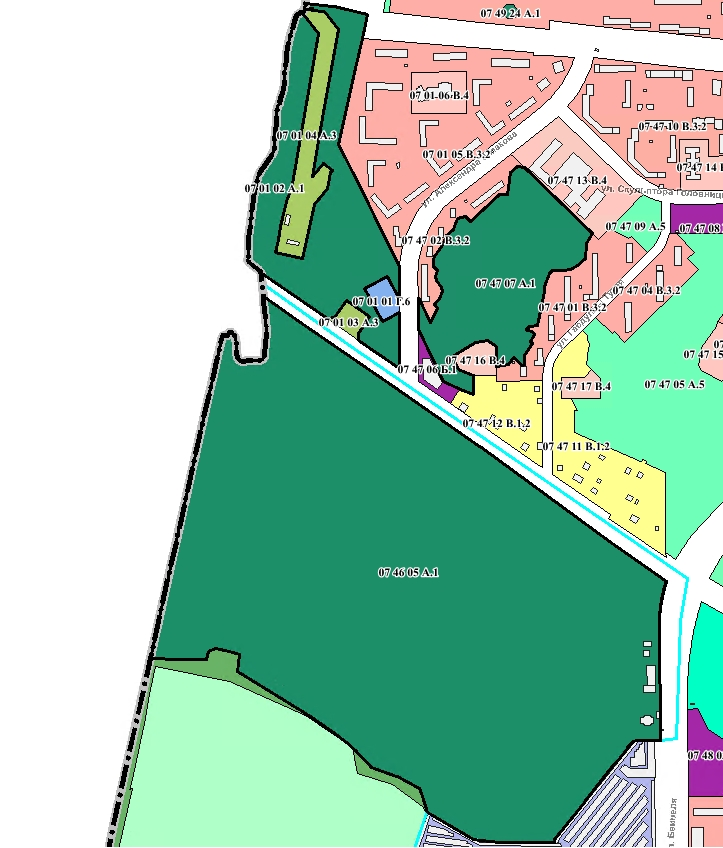 07 49 24 А.1
07 01 06 В.4
07 47 10 В.3.2
07 01 04 А.3
07 01 05 В.3.2
07 47 14
07 47 13 В.4
07 01 02 А.1
ул. Скульптора Головницкого
07 47 09 А.5
07 47 08
07 47 02 В.3.2
07 47 07 А.1
07 47 04 В.3.2
07 01 01 Г.6
07 47 01 В.3.2
07 01 03 А.3
07 47 15
07 47 16 В.4
07 47 06 Б.1
07 47 17 В.4
07 47 05 А.5
07 47 12 В.1.2
07 47 11 В.1.2
07 46 05 А.1
07 48 0